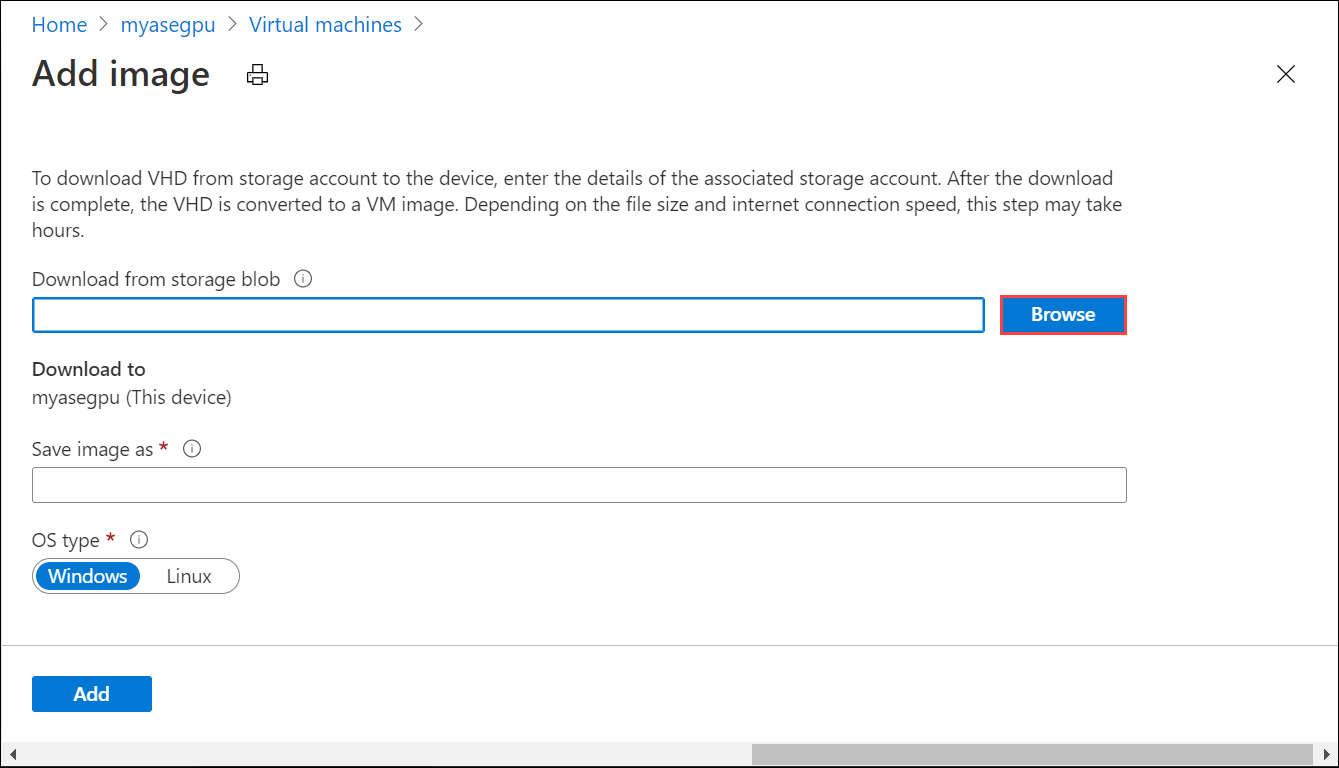 Home > myasegpu > Virtual machines >
Add image
To download VHD from storage account to the device, enter the details of the associated storage account. After the download
is complete, the VHD is converted to a VM image. Depending on the file size and internet connection speed, this step may take
hours.
Download from storage blob
Browse
Download to
myasegpu (This device)
Save image as *
OS type *
Windows Linux
Add